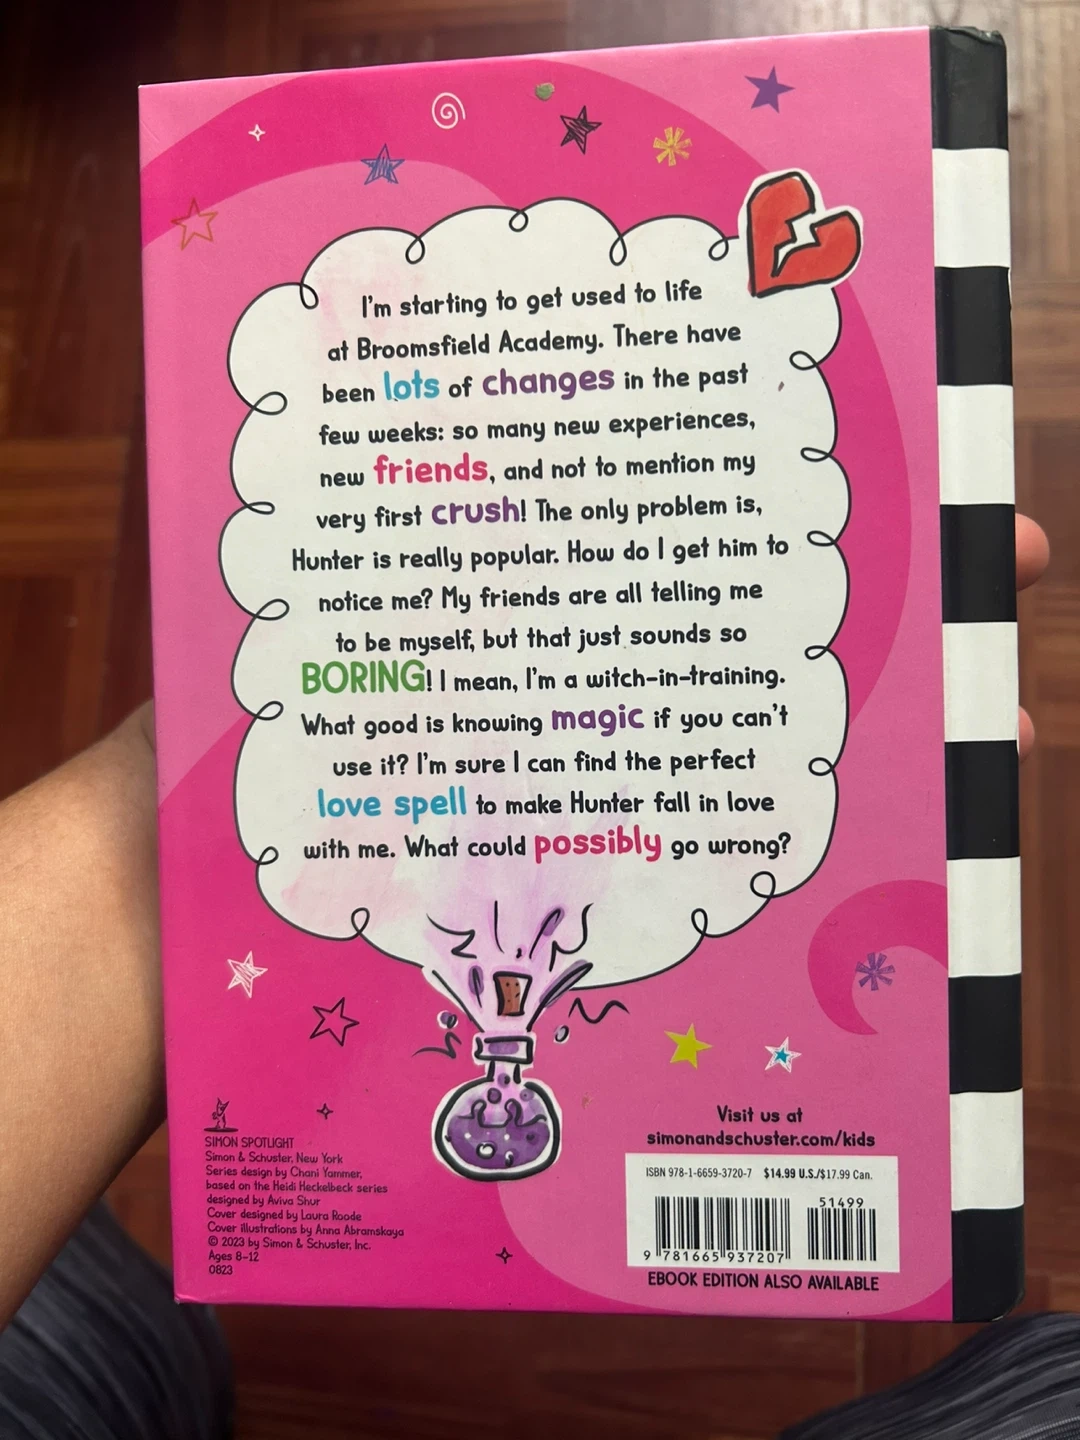 I'm starting to get used to life
at Broomsfield Academy. There have
been lots of changes in the past
few weeks: so many new experiences,
new friends, and not to mention my
very first crush! The only problem is,
Hunter is really popular. How do I get him to
notice me? My friends are all telling me
to be myself, but that just sounds so
BORING! I mean, I'm a witch-in-training.
What good is knowing magic if you can't
use it? I'm sure I can find the perfect
love spell to make Hunter fall in love
with me. What could possibly go wrong?
SIMON SPOTLIGHT
Simon & Schuster, New York
Series design by Chani Yammer,
based on the Heidi Heckelbeck series
designed by Aviva Shur
Cover designed by Laura Roode
Cover illustrations by Anna Abramskaya
© 2023 by Simon & Schuster, Inc.
Ages 8-12
0823
Visit us at
simonandschuster.com/kids
ISBN 978-1-6659-3720-7 $14.99 U.S./$17.99 Can.
51499
9 781665 937207
EBOOK EDITION ALSO AVAILABLE